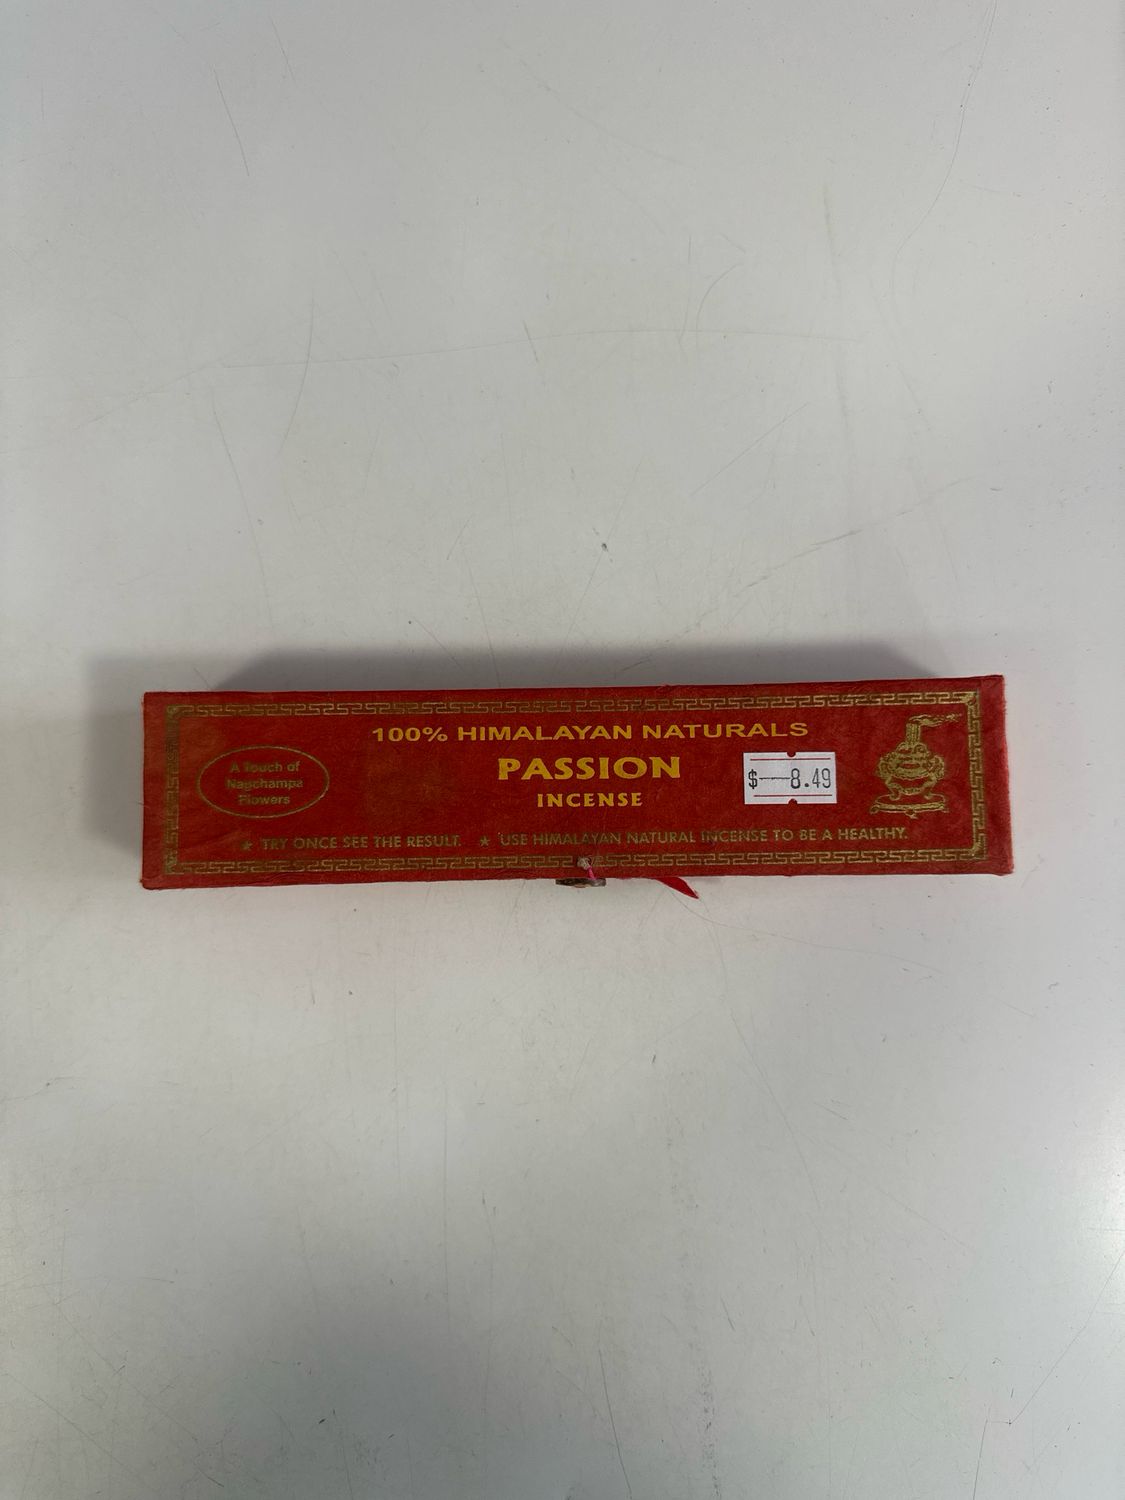 100% HIMALAYAN NATURALS
A Touch of
Nagchampa
Flowers
PASSION
INCENSE
$ — 8.49
★ TRY ONCE SEE THE RESULT. ★ USE HIMALAYAN NATURAL INCENSE TO BE A HEALTHY.